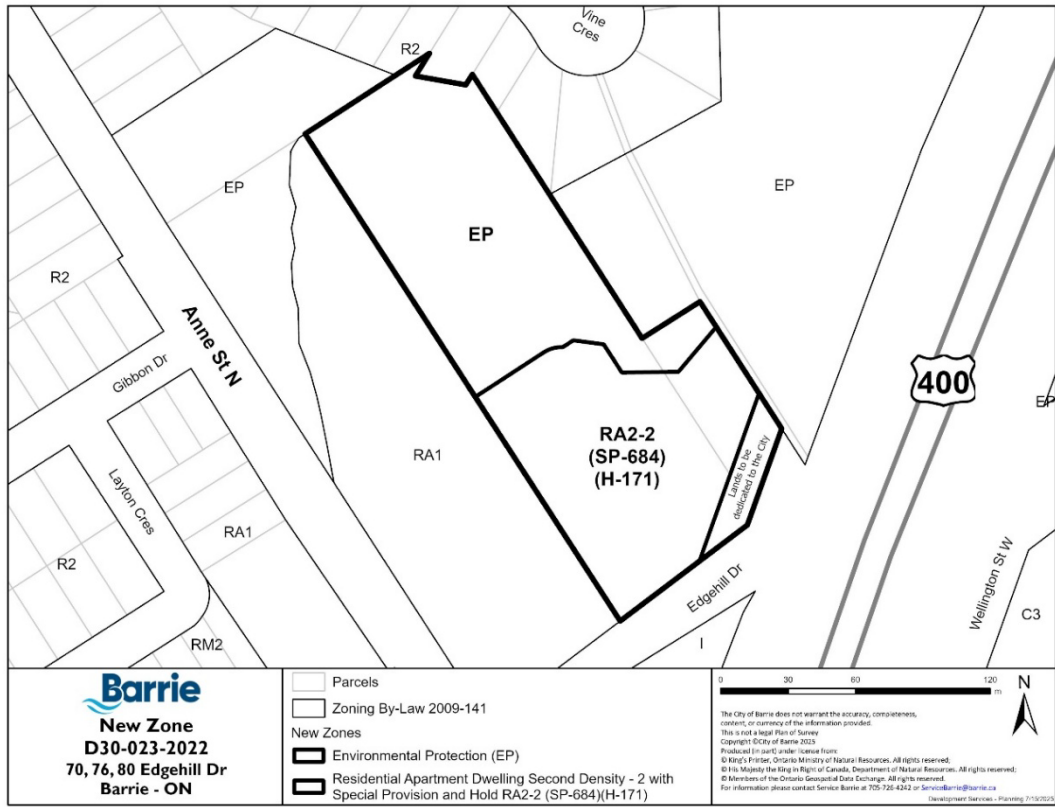 Vine
Cres
R2
EP
EP
EP
R2
Anne St N
Gibbon Dr
400
EP
RA2-2
(SP-684)
(H-171)
Lands to be
dedicated to the City
RA1
Layton Cres
RA1
R2
Edgehill Dr
Wellington St W
C3
RM2
I
Barrie
New Zone
D30-023-2022
70, 76, 80 Edgehill Dr
Barrie - ON
Parcels
Zoning By-Law 2009-141
New Zones
Environmental Protection (EP)
Residential Apartment Dwelling Second Density - 2 with
Special Provision and Hold RA2-2 (SP-684)(H-171)
0 30 60 120
m
N
The City of Barrie does not warrant the accuracy, completeness,
content, or currency of the information provided.
This is not a legal Plan of Survey
Copyright ©City of Barrie 2025
Produced (in part) under license from:
© King's Printer, Ontario Minstry of Natural Resources. All rights reserved;
© His Majesty the King in Right of Canada, Department of Natural Resources. All rights reserved;
© Members of the Ontario Geospatial Data Exchange. All rights reserved.
For information please contact Service Barrie at 705-726-4242 or ServiceBarrie@barrie.ca
Development Services - Planning 7/15/2025